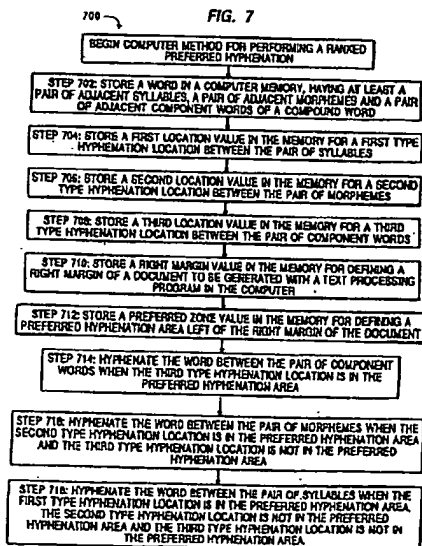 FIG. 7
700
BEGIN COMPUTER METHOD FOR PERFORMING A RANKED
PREFERRED HYPHENATION
STEP 702: STORE A WORD IN A COMPUTER MEMORY, HAVING AT LEAST A
PAIR OF ADJACENT SYLLABLES, A PAIR OF ADJACENT MORPHEMES AND A PAIR
OF ADJACENT COMPONENT WORDS OF A COMPOUND WORD
STEP 704: STORE A FIRST LOCATION VALUE IN THE MEMORY FOR A FIRST TYPE
HYPHENATION LOCATION BETWEEN THE PAIR OF SYLLABLES
STEP 706: STORE A SECOND LOCATION VALUE IN THE MEMORY FOR A SECOND
TYPE HYPHENATION LOCATION BETWEEN THE PAIR OF MORPHEMES
STEP 708: STORE A THIRD LOCATION VALUE IN THE MEMORY FOR A THIRD
TYPE HYPHENATION LOCATION BETWEEN THE PAIR OF COMPONENT WORDS
STEP 710: STORE A RIGHT MARGIN VALUE IN THE MEMORY FOR DEFINING A
RIGHT MARGIN OF A DOCUMENT TO BE GENERATED WITH A TEXT PROCESSING
PROGRAM IN THE COMPUTER
STEP 712: STORE A PREFERRED ZONE VALUE IN THE MEMORY FOR DEFINING A
PREFERRED HYPHENATION AREA LEFT OF THE RIGHT MARGIN OF THE DOCUMENT
STEP 714: HYPHENATE THE WORD BETWEEN THE PAIR OF COMPONENT
WORDS WHEN THE THIRD TYPE HYPHENATION LOCATION IS IN THE
PREFERRED HYPHENATION AREA
STEP 716: HYPHENATE THE WORD BETWEEN THE PAIR OF MORPHEMES WHEN THE
SECOND TYPE HYPHENATION LOCATION IS IN THE PREFERRED HYPHENATION AREA
AND THE THIRD TYPE HYPHENATION LOCATION IS NOT IN THE PREFERRED
HYPHENATION AREA
STEP 718: HYPHENATE THE WORD BETWEEN THE PAIR OF SYLLABLES WHEN THE
FIRST TYPE HYPHENATION LOCATION IS IN THE PREFERRED HYPHENATION AREA,
THE SECOND TYPE HYPHENATION LOCATION IS NOT IN THE PREFERRED
HYPHENATION AREA AND THE THIRD TYPE HYPHENATION LOCATION IS NOT IN
THE PREFERRED HYPHENATION AREA